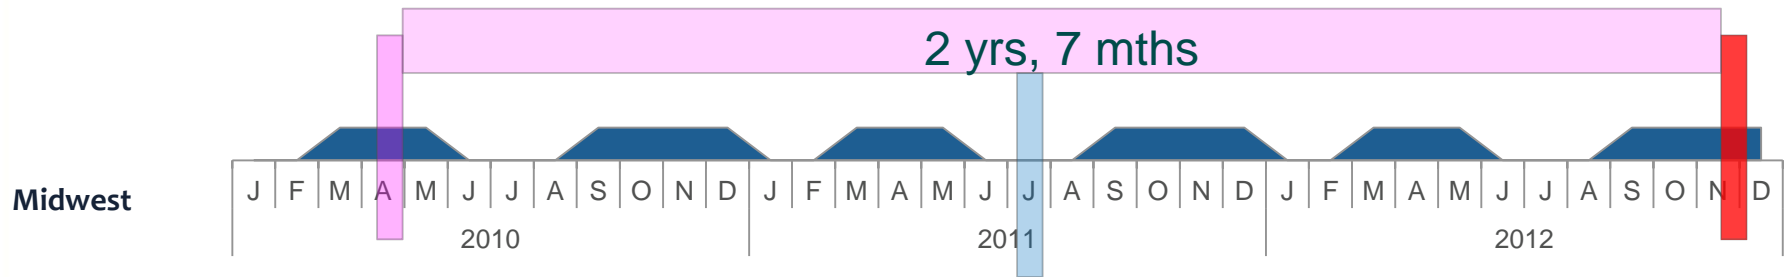 2 yrs, 7 mths
Midwest
J F M A M J J A S O N D J F M A M J J A S O N D J F M A M J J A S O N D
2010 2011 2012